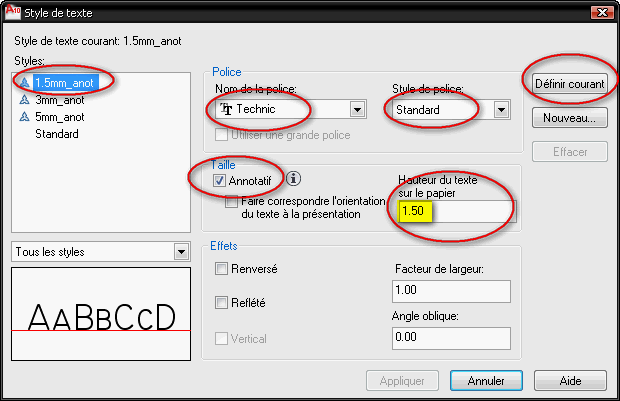 A10 Style de texte
Style de texte courant: 1.5mm_anot
Styles:
1.5mm_anot
3mm_anot
5mm_anot
Standard
Tous les styles
AaBbCcD
Police
Nom de la police:
Technic
Style de police:
Standard
Utiliser une grande police
Taille
Annotatif
Faire correspondre l'orientation
du texte à la présentation
Hauteur du texte
sur le papier
1.50
Effets
Renversé
Reflété
Vertical
Facteur de largeur:
1.00
Angle oblique:
0.00
Définir courant
Nouveau...
Effacer
Appliquer
Annuler
Aide